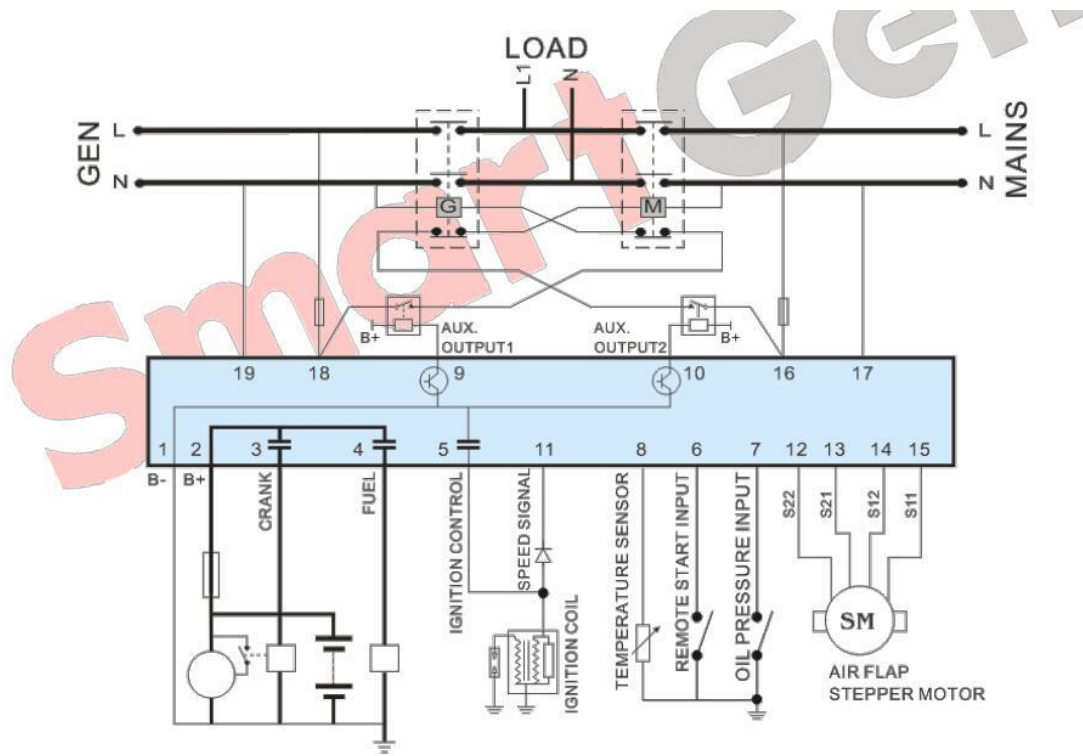 SmartGen
LOAD
L1
N
GEN
L
N
L
N
MAINS
G
M
B+
AUX.
OUTPUT1
AUX.
OUTPUT2
B+
19
18
9
10
16
17
1
2
3
4
5
11
8
6
7
12
13
14
15
B-
B+
CRANK
FUEL
IGNITION CONTROL
SPEED SIGNAL
IGNITION COIL
TEMPERATURE SENSOR
REMOTE START INPUT
OIL PRESSURE INPUT
S22
S21
S12
S11
SM
AIR FLAP
STEPPER MOTOR